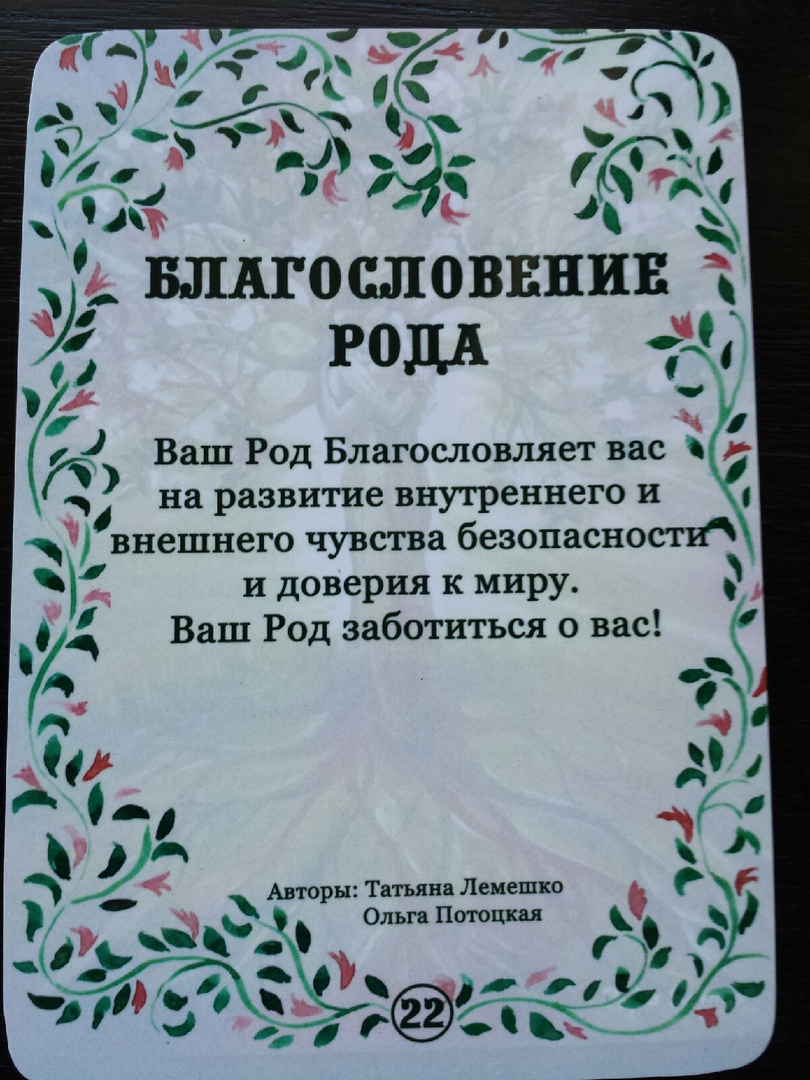 БЛАГОСЛОВЕНИЕ
РОДА
Ваш Род Благословляет вас
на развитие внутреннего и
внешнего чувства безопасности
и доверия к миру.
Ваш Род заботиться о вас!
Авторы: Татьяна Лемешко
Ольга Потоцкая
22